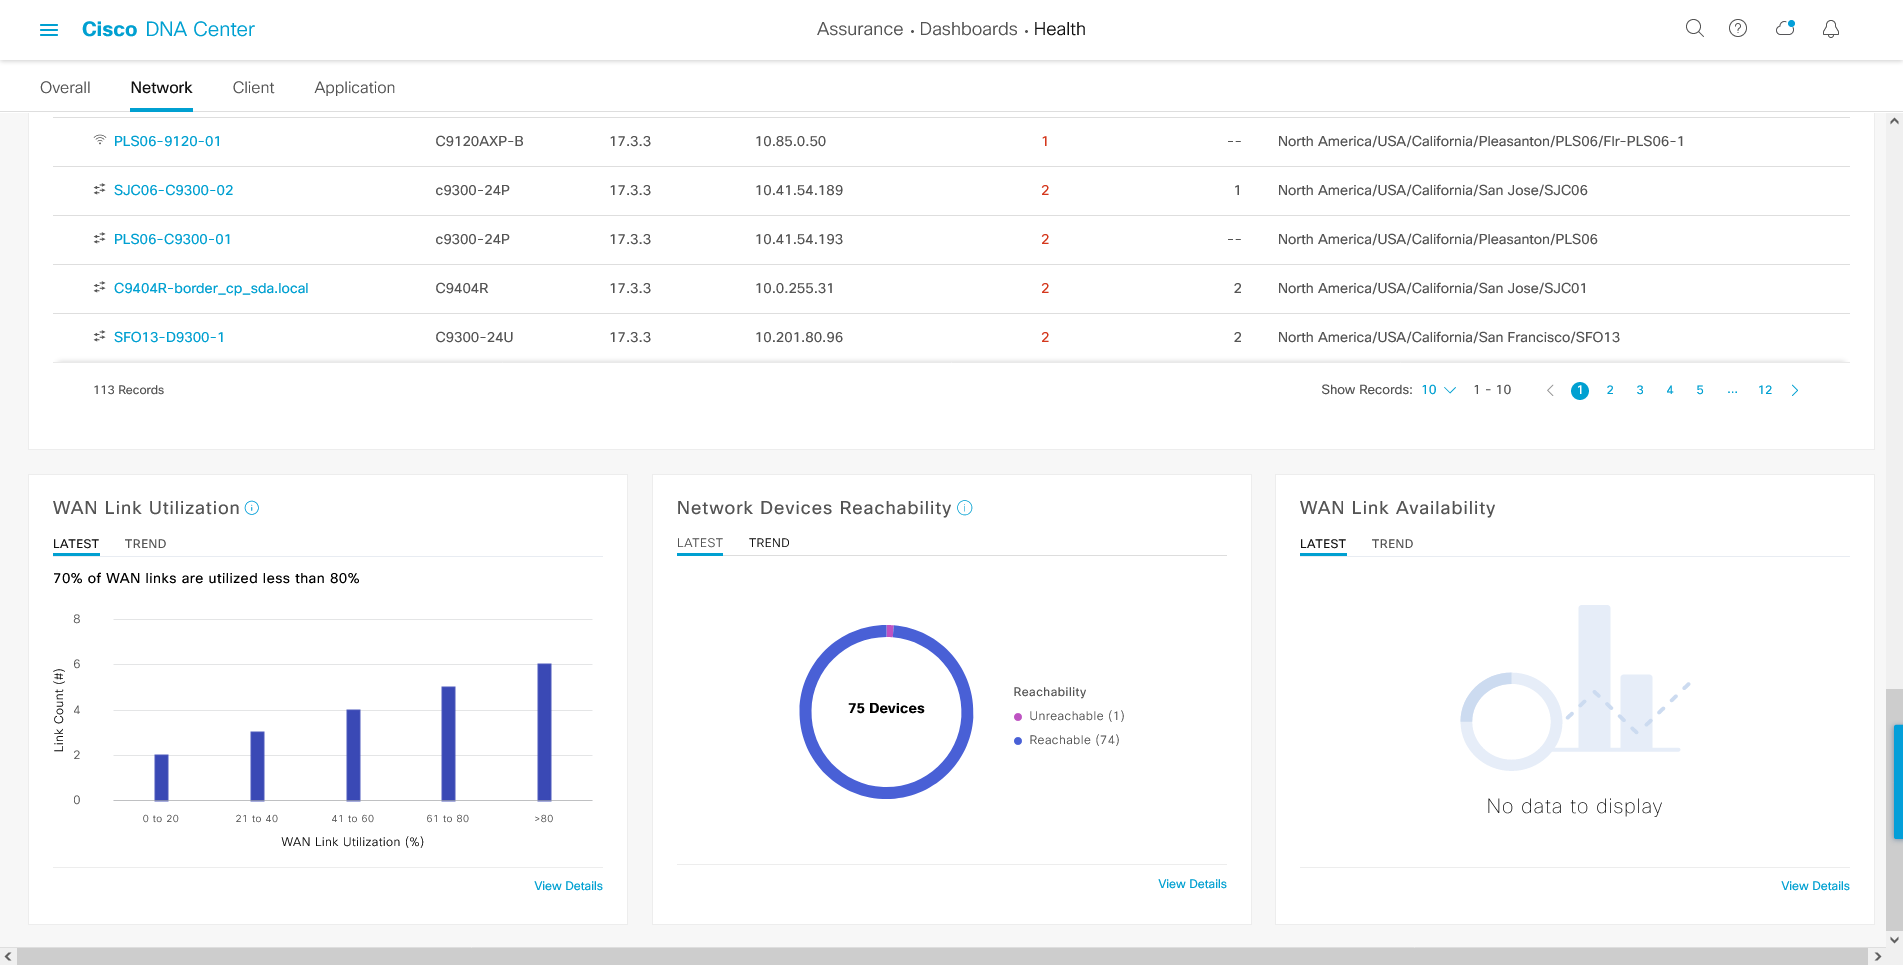 Cisco DNA Center
Assurance · Dashboards · Health
Overall Network Client Application
PLS06-9120-01 C9120AXP-B 17.3.3 10.85.0.50 1 -- North America/USA/California/Pleasanton/PLS06/Flr-PLS06-1
SJC06-C9300-02 c9300-24P 17.3.3 10.41.54.189 2 1 North America/USA/California/San Jose/SJC06
PLS06-C9300-01 c9300-24P 17.3.3 10.41.54.193 2 -- North America/USA/California/Pleasanton/PLS06
C9404R-border_cp_sda.local C9404R 17.3.3 10.0.255.31 2 2 North America/USA/California/San Jose/SJC01
SFO13-D9300-1 C9300-24U 17.3.3 10.201.80.96 2 2 North America/USA/California/San Francisco/SFO13
113 Records Show Records: 10 1 - 10 1 2 3 4 5 ... 12
WAN Link Utilization
LATEST TREND
70% of WAN links are utilized less than 80%
Link Count (#)
8
6
4
2
0
0 to 20 21 to 40 41 to 60 61 to 80 >80
WAN Link Utilization (%)
View Details
Network Devices Reachability
LATEST TREND
75 Devices
Reachability
Unreachable (1)
Reachable (74)
View Details
WAN Link Availability
LATEST TREND
No data to display
View Details